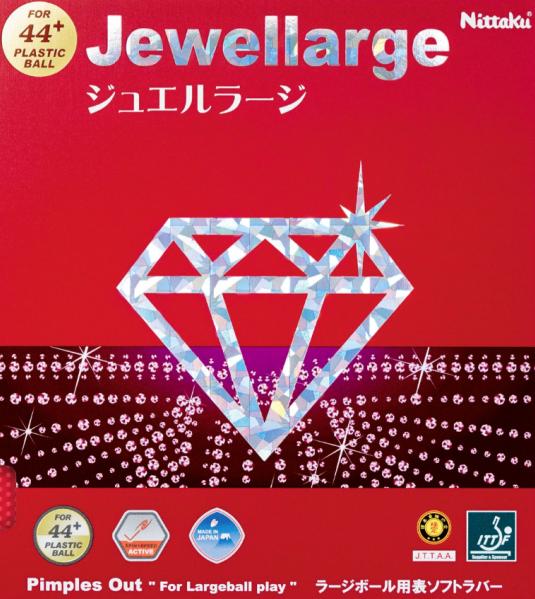 FOR
44+
PLASTIC
BALL
Jewellarge
Nittaku
ジュエルラージ
FOR
44+
PLASTIC
BALL
ACTIVE
MADE IN
JAPAN
J.T.T.A.A.
ITTF
Supplier & Sponsor
Pimples Out " For Largeball play "
ラージボール用表ソフトラバー